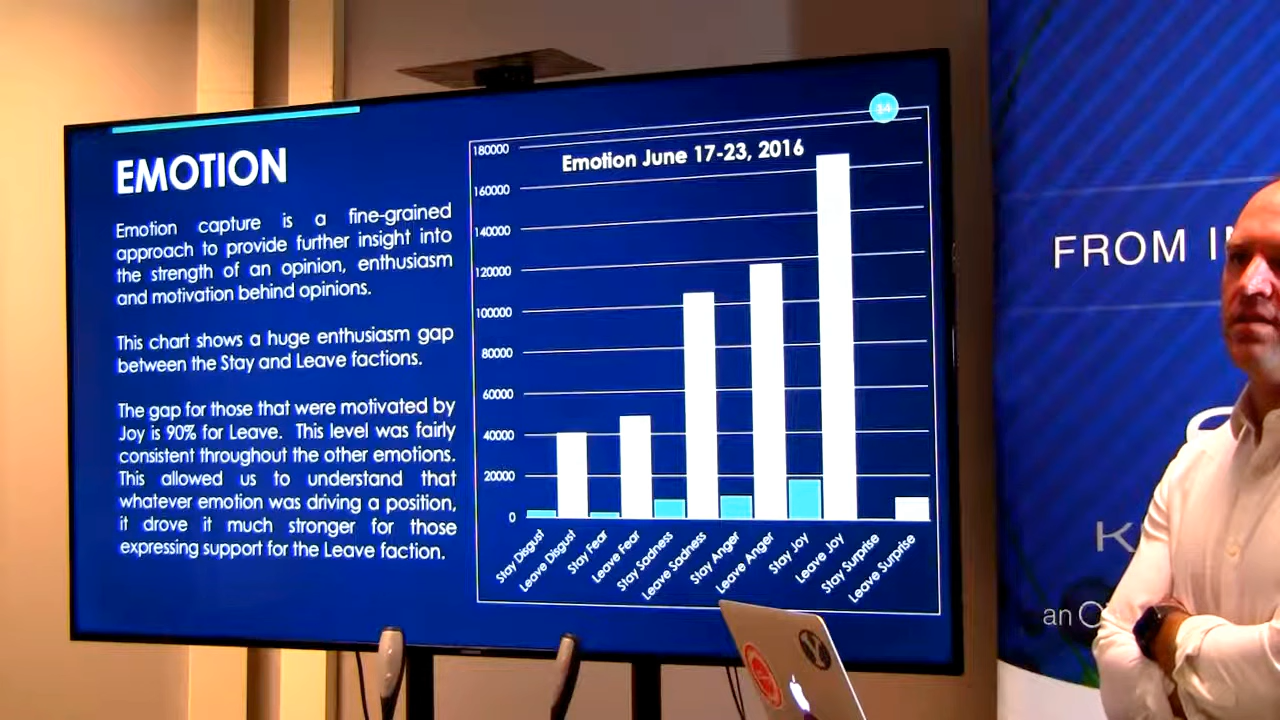 EMOTION
Emotion capture is a fine-grained
approach to provide further insight into
the strength of an opinion, enthusiasm
and motivation behind opinions.
This chart shows a huge enthusiasm gap
between the Stay and Leave factions.
The gap for those that were motivated by
Joy is 90% for Leave. This level was fairly
consistent throughout the other emotions.
This allowed us to understand that
whatever emotion was driving a position,
it drove it much stronger for those
expressing support for the Leave faction.
34
Emotion June 17-23, 2016
180000
160000
140000
120000
100000
80000
60000
40000
20000
0
Stay Disgust
Leave Disgust
Stay Fear
Leave Fear
Stay Sadness
Leave Sadness
Stay Anger
Leave Anger
Stay Joy
Leave Joy
Stay Surprise
Leave Surprise
FROM
an